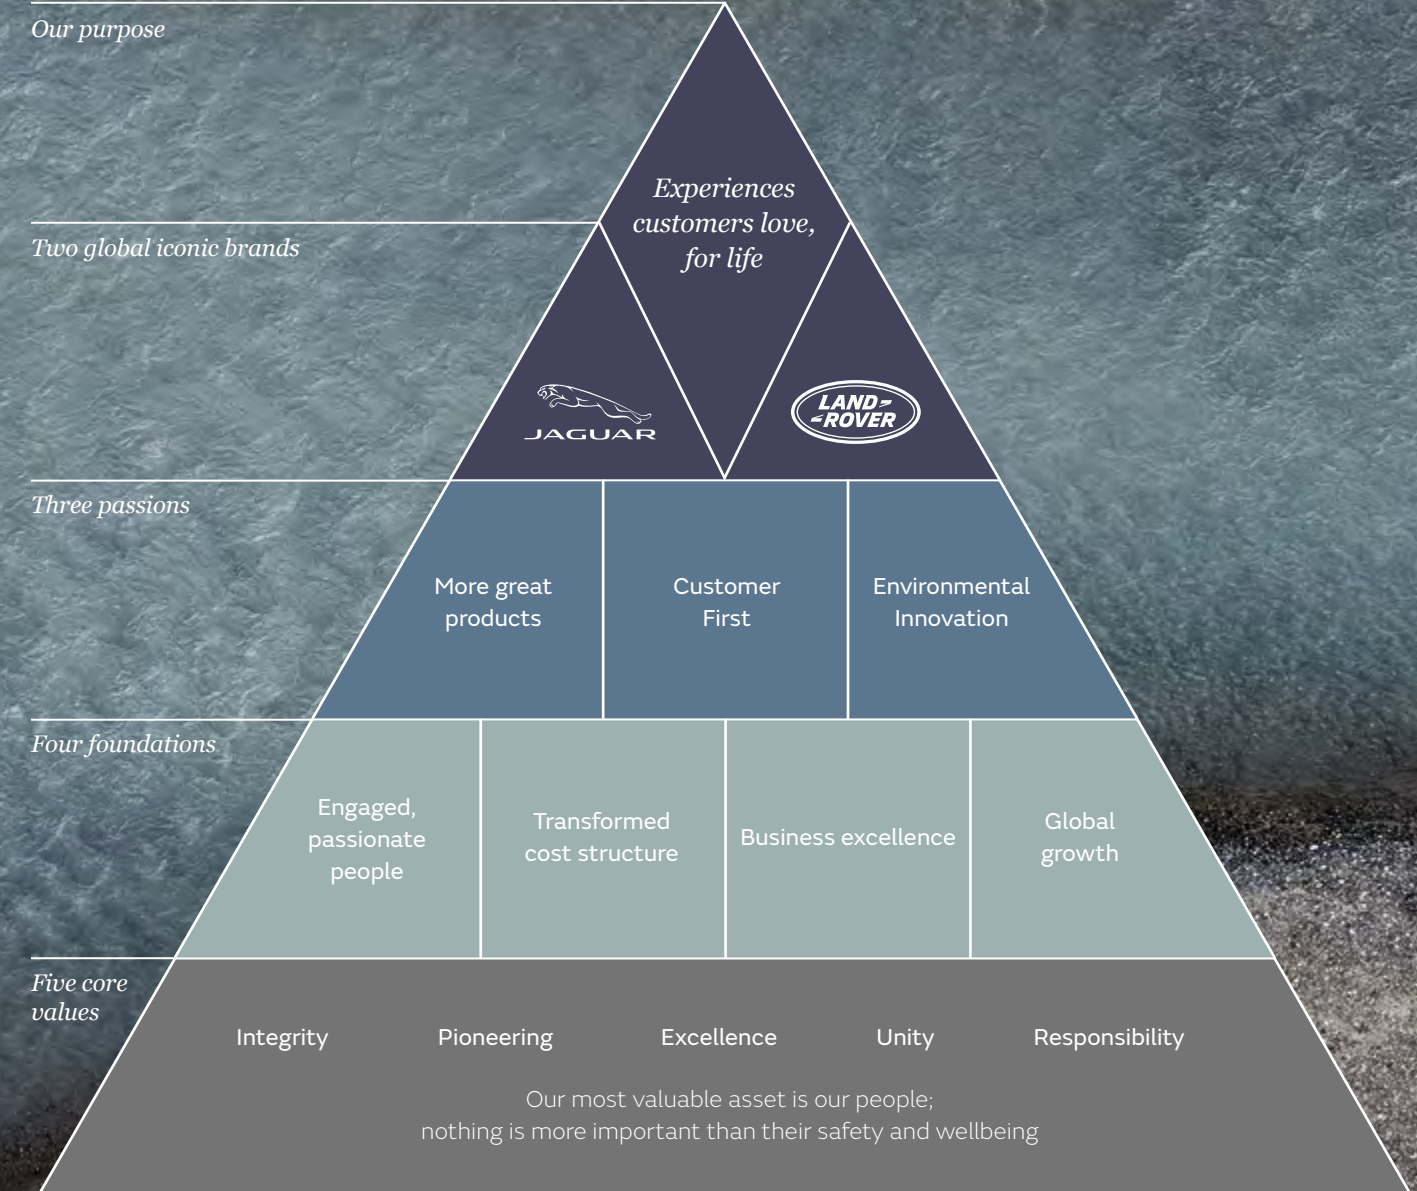 Our purpose
Experiences
customers love,
for life
Two global iconic brands
JAGUAR
LAND
ROVER
Three passions
More great
products
Customer
First
Environmental
Innovation
Four foundations
Engaged,
passionate
people
Transformed
cost structure
Business excellence
Global
growth
Five core
values
Integrity Pioneering Excellence Unity Responsibility
Our most valuable asset is our people;
nothing is more important than their safety and wellbeing